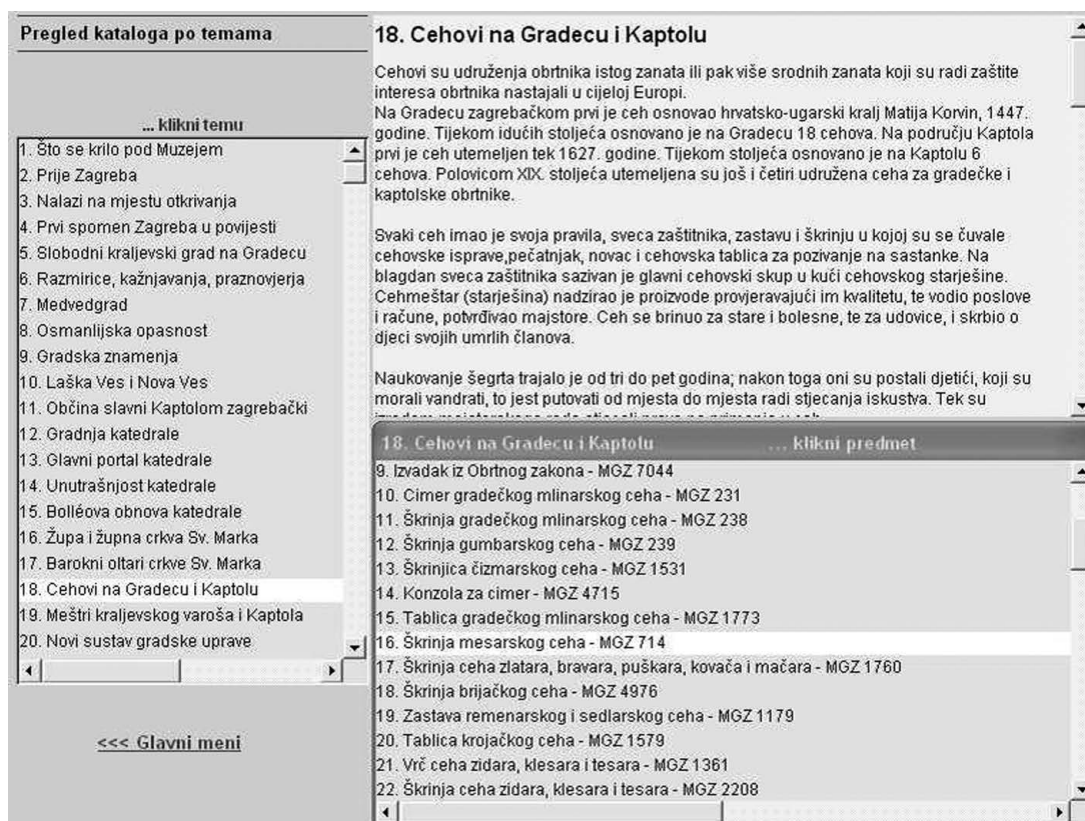 Pregled kataloga po temama
... klikni temu
1. Što se krilo pod Muzejem
2. Prije Zagreba
3. Nalazi na mjestu otkrivanja
4. Prvi spomen Zagreba u povijesti
5. Slobodni kraljevski grad na Gradecu
6. Razmirice, kažnjavanja, praznovjerja
7. Medvedgrad
8. Osmanlijska opasnost
9. Gradska znamenja
10. Laška Ves i Nova Ves
11. Občina slavni Kaptolom zagrebački
12. Gradnja katedrale
13. Glavni portal katedrale
14. Unutrašnjost katedrale
15. Bolléova obnova katedrale
16. Župa i župna crkva Sv. Marka
17. Barokni oltari crkve Sv. Marka
18. Cehovi na Gradecu i Kaptolu
19. Meštri kraljevskog varoša i Kaptola
20. Novi sustav gradske uprave
<<< Glavni meni
18. Cehovi na Gradecu i Kaptolu
Cehovi su udruženja obrtnika istog zanata ili pak više srodnih zanata koji su radi zaštite
interesa obrtnika nastajali u cijeloj Europi.
Na Gradecu zagrebačkom prvi je ceh osnovao hrvatsko-ugarski kralj Matija Korvin, 1447.
godine. Tijekom idućih stoljeća osnovano je na Gradecu 18 cehova. Na području Kaptola
prvi je ceh utemeljen tek 1627. godine. Tijekom stoljeća osnovano je na Kaptolu 6
cehova. Polovicom XIX. stoljeća utemeljena su još i četiri udružena ceha za gradečke i
kaptolske obrtnike.
Svaki ceh imao je svoja pravila, sveca zaštitnika, zastavu i škrinju u kojoj su se čuvale
cehovske isprave,pečatnjak, novac i cehovska tablica za pozivanje na sastanke. Na
blagdan sveca zaštitnika sazivan je glavni cehovski skup u kući cehovskog starješine.
Cehmeštar (starješina) nadzirao je proizvode provjeravajući im kvalitetu, te vodio poslove
i račune, potvrđivao majstore. Ceh se brinuo za stare i bolesne, te za udovice, i skrbio o
djeci svojih umrlih članova.
Naukovanje šegrta trajalo je od tri do pet godina; nakon toga oni su postali djetići, koji su
morali vandrati, to jest putovati od mjesta do mjesta radi stjecanja iskustva. Tek su
18. Cehovi na Gradecu i Kaptolu ... klikni predmet
9. Izvadak iz Obrtnog zakona - MGZ 7044
10. Cimer gradečkog mlinarskog ceha - MGZ 231
11. Škrinja gradečkog mlinarskog ceha - MGZ 238
12. Škrinja gumbarskog ceha - MGZ 239
13. Škrinjica čizmarskog ceha - MGZ 1531
14. Konzola za cimer - MGZ 4715
15. Tablica gradečkog mlinarskog ceha - MGZ 1773
16. Škrinja mesarskog ceha - MGZ 714
17. Škrinja ceha zlatara, bravara, puškara, kovača i mačara - MGZ 1760
18. Škrinja brijačkog ceha - MGZ 4976
19. Zastava remenarskog i sedlarskog ceha - MGZ 1179
20. Tablica krojačkog ceha - MGZ 1579
21. Vrč ceha zidara, klesara i tesara - MGZ 1361
22. Škrinja ceha zidara, klesara i tesara - MGZ 2208